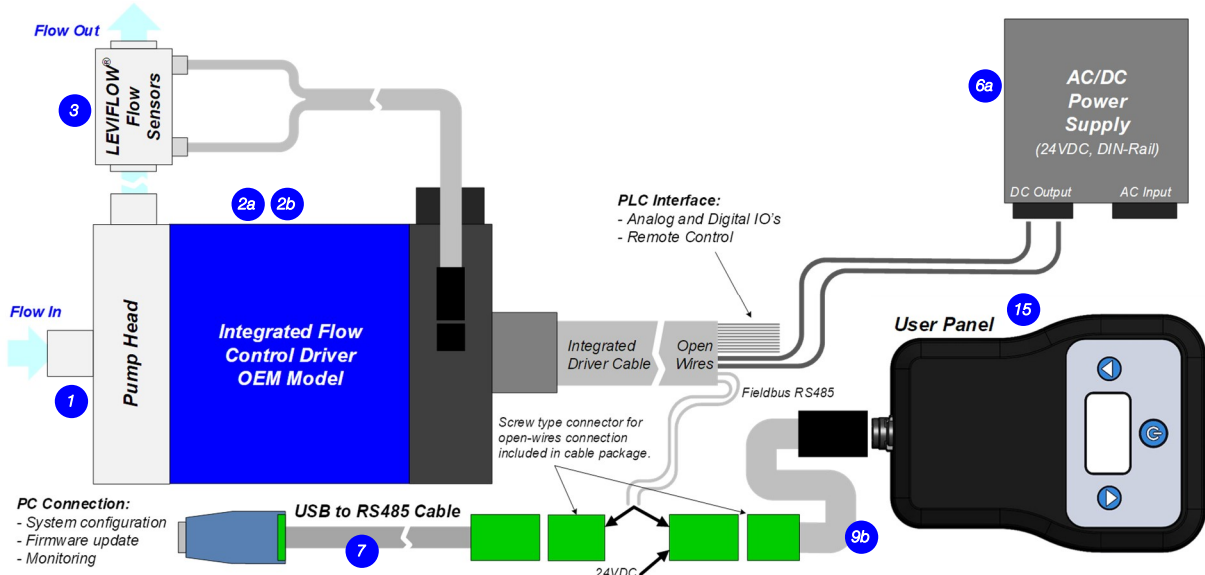 Flow Out
3
LEVIFLOW®
Flow
Sensors
2a
2b
6a
AC/DC
Power
Supply
(24VDC, DIN-Rail)
DC Output
AC Input
PLC Interface:
- Analog and Digital IO's
- Remote Control
Flow In
1
Pump Head
Integrated Flow
Control Driver
OEM Model
Integrated
Driver Cable
Open
Wires
Fieldbus RS485
User Panel
15
Screw type connector for
open-wires connection
included in cable package.
PC Connection:
- System configuration
- Firmware update
- Monitoring
USB to RS485 Cable
7
9b
24VDC